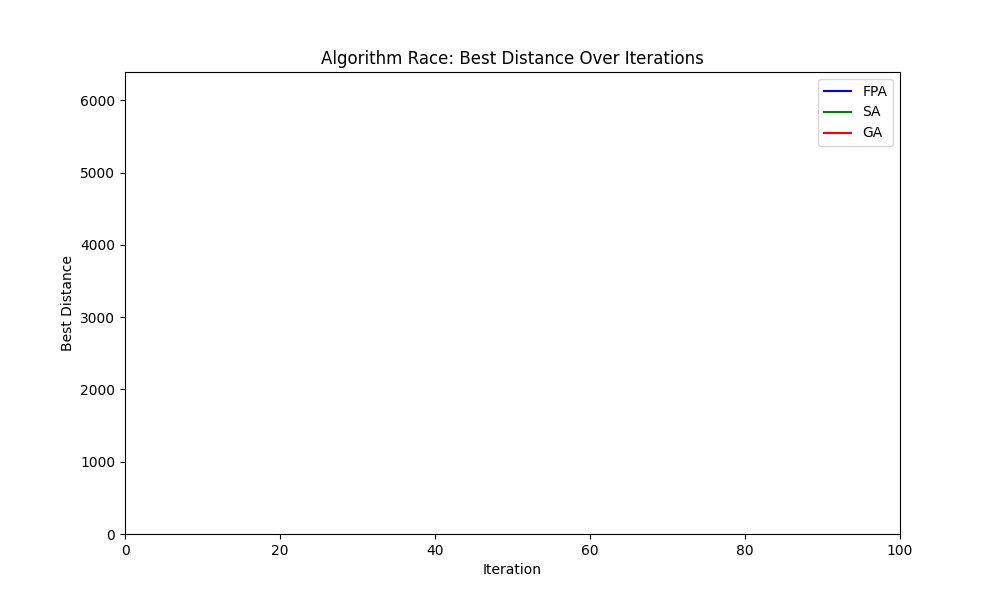 Algorithm Race: Best Distance Over Iterations
FPA
SA
GA
6000
5000
4000
3000
2000
1000
0
Best Distance
0 20 40 60 80 100
Iteration